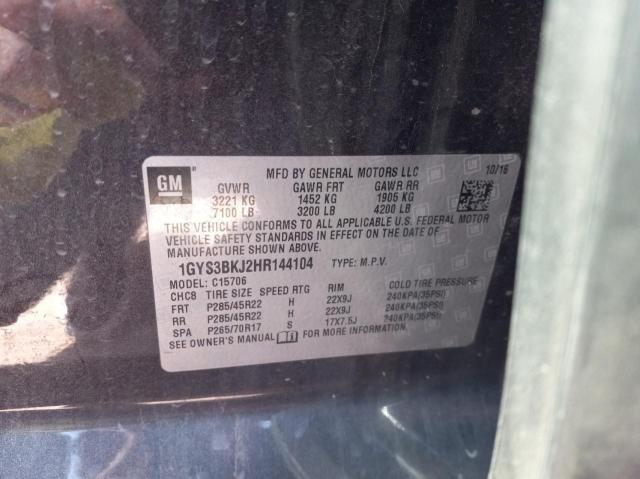 GM
MFD BY GENERAL MOTORS LLC
10/16
GVWR GAWR FRT GAWR RR
3221 KG 1452 KG 1905 KG
7100 LB 3200 LB 4200 LB
THIS VEHICLE CONFORMS TO ALL APPLICABLE U.S. FEDERAL MOTOR
VEHICLE SAFETY STANDARDS IN EFFECT ON THE DATE OF
MANUFACTURE SHOWN ABOVE.
1GYS3BKJ2HR144104 TYPE: M.P.V.
MODEL: C15706
CHC8 TIRE SIZE SPEED RTG RIM COLD TIRE PRESSURE
FRT P285/45R22 H 22X9J 240KPA(35PSI)
RR P285/45R22 H 22X9J 240KPA(35PSI)
SPA P265/70R17 S 17X7.5J 240KPA(35PSI)
SEE OWNER'S MANUAL FOR MORE INFORMATION.